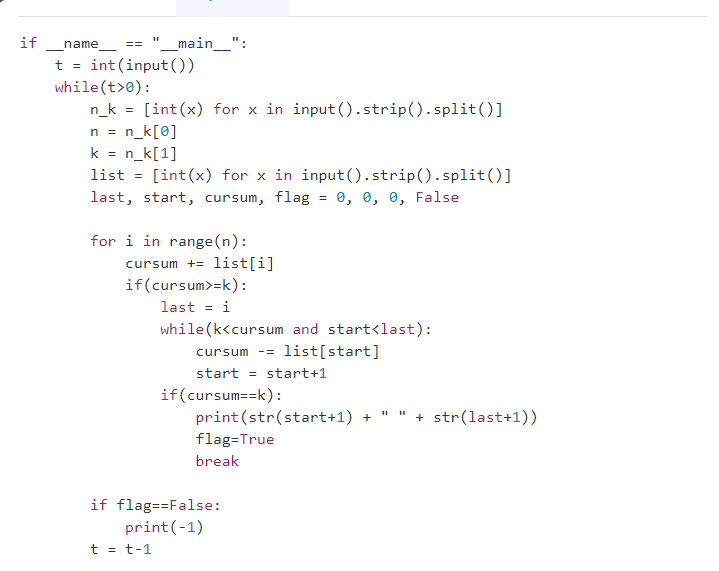 if __name__ == "__main__":
    t = int(input())
    while(t>0):
        n_k = [int(x) for x in input().strip().split()]
        n = n_k[0]
        k = n_k[1]
        list = [int(x) for x in input().strip().split()]
        last, start, cursum, flag = 0, 0, 0, False

        for i in range(n):
            cursum += list[i]
            if(cursum>=k):
                last = i
                while(k<cursum and start<last):
                    cursum -= list[start]
                    start = start+1
                if(cursum==k):
                    print(str(start+1) + " " + str(last+1))
                    flag=True
                    break

        if flag==False:
            print(-1)
        t = t-1